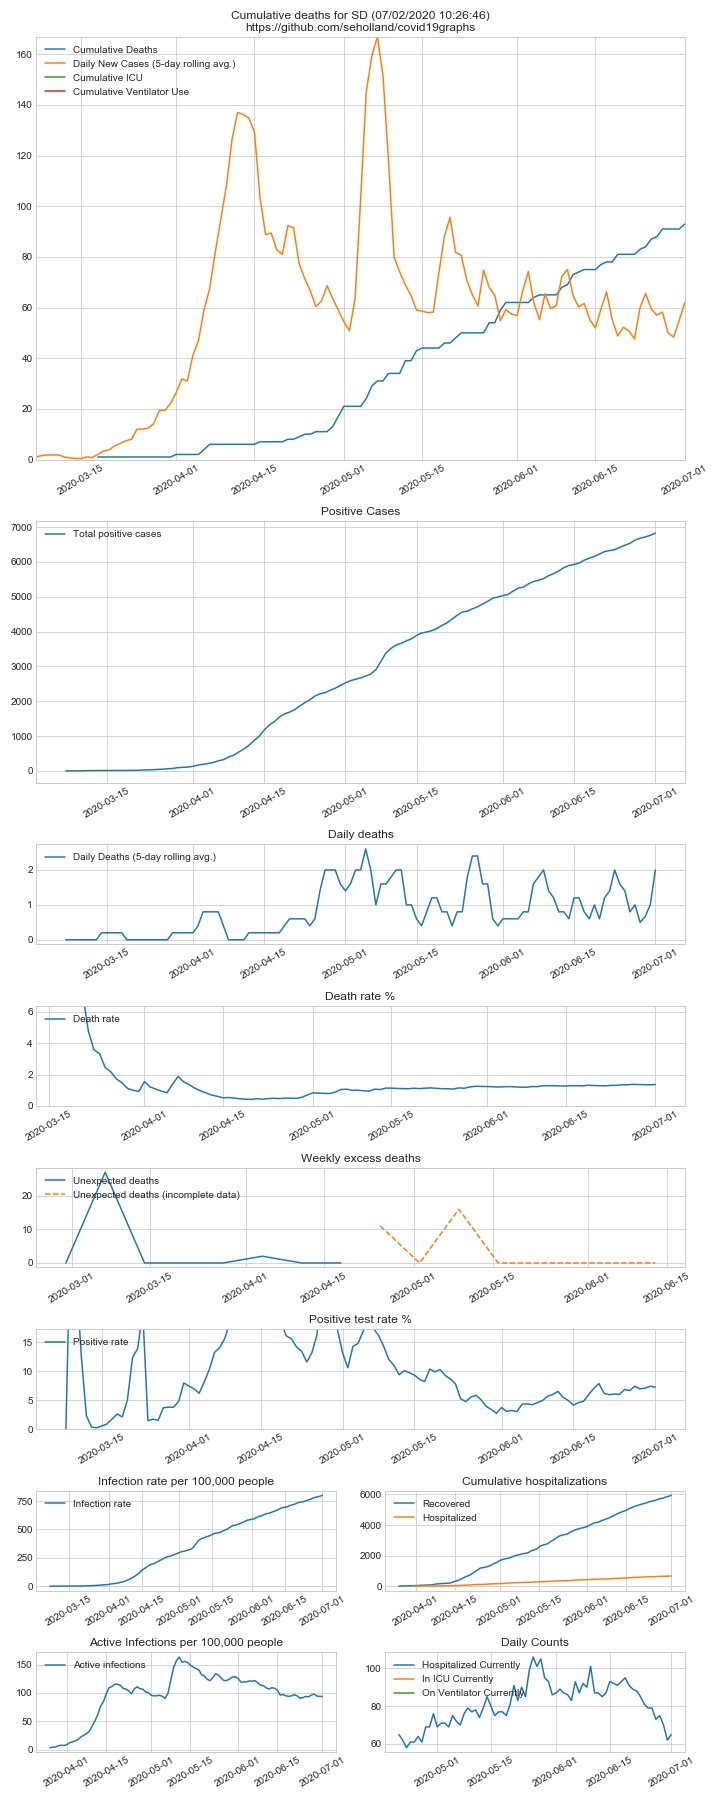 Cumulative deaths for SD (07/02/2020 10:26:46)
https://github.com/seholland/covid19graphs
Cumulative Deaths
Daily New Cases (5-day rolling avg.)
Cumulative ICU
Cumulative Ventilator Use
160
140
120
100
80
60
40
20
0
2020-03-15 2020-04-01 2020-04-15 2020-05-01 2020-05-15 2020-06-01 2020-06-15 2020-07-01
Positive Cases
Total positive cases
7000
6000
5000
4000
3000
2000
1000
0
2020-03-15 2020-04-01 2020-04-15 2020-05-01 2020-05-15 2020-06-01 2020-06-15 2020-07-01
Daily deaths
Daily Deaths (5-day rolling avg.)
2
1
0
2020-03-15 2020-04-01 2020-04-15 2020-05-01 2020-05-15 2020-06-01 2020-06-15 2020-07-01
Death rate %
Death rate
6
4
2
0
2020-03-15 2020-04-01 2020-04-15 2020-05-01 2020-05-15 2020-06-01 2020-06-15 2020-07-01
Weekly excess deaths
Unexpected deaths
Unexpected deaths (incomplete data)
20
10
0
2020-03-01 2020-03-15 2020-04-01 2020-04-15 2020-05-01 2020-05-15 2020-06-01 2020-06-15
Positive test rate %
Positive rate
15
10
5
0
2020-03-15 2020-04-01 2020-04-15 2020-05-01 2020-05-15 2020-06-01 2020-06-15 2020-07-01
Infection rate per 100,000 people
Infection rate
750
500
250
0
2020-03-15 2020-04-01 2020-04-15 2020-05-01 2020-05-15 2020-06-01 2020-06-15 2020-07-01
Cumulative hospitalizations
Recovered
Hospitalized
6000
4000
2000
0
2020-04-01 2020-04-15 2020-05-01 2020-05-15 2020-06-01 2020-06-15 2020-07-01
Active Infections per 100,000 people
Active infections
150
100
50
0
2020-04-01 2020-04-15 2020-05-01 2020-05-15 2020-06-01 2020-06-15 2020-07-01
Daily Counts
Hospitalized Currently
In ICU Currently
On Ventilator Currently
100
80
60
2020-05-01 2020-05-15 2020-06-01 2020-06-15 2020-07-01